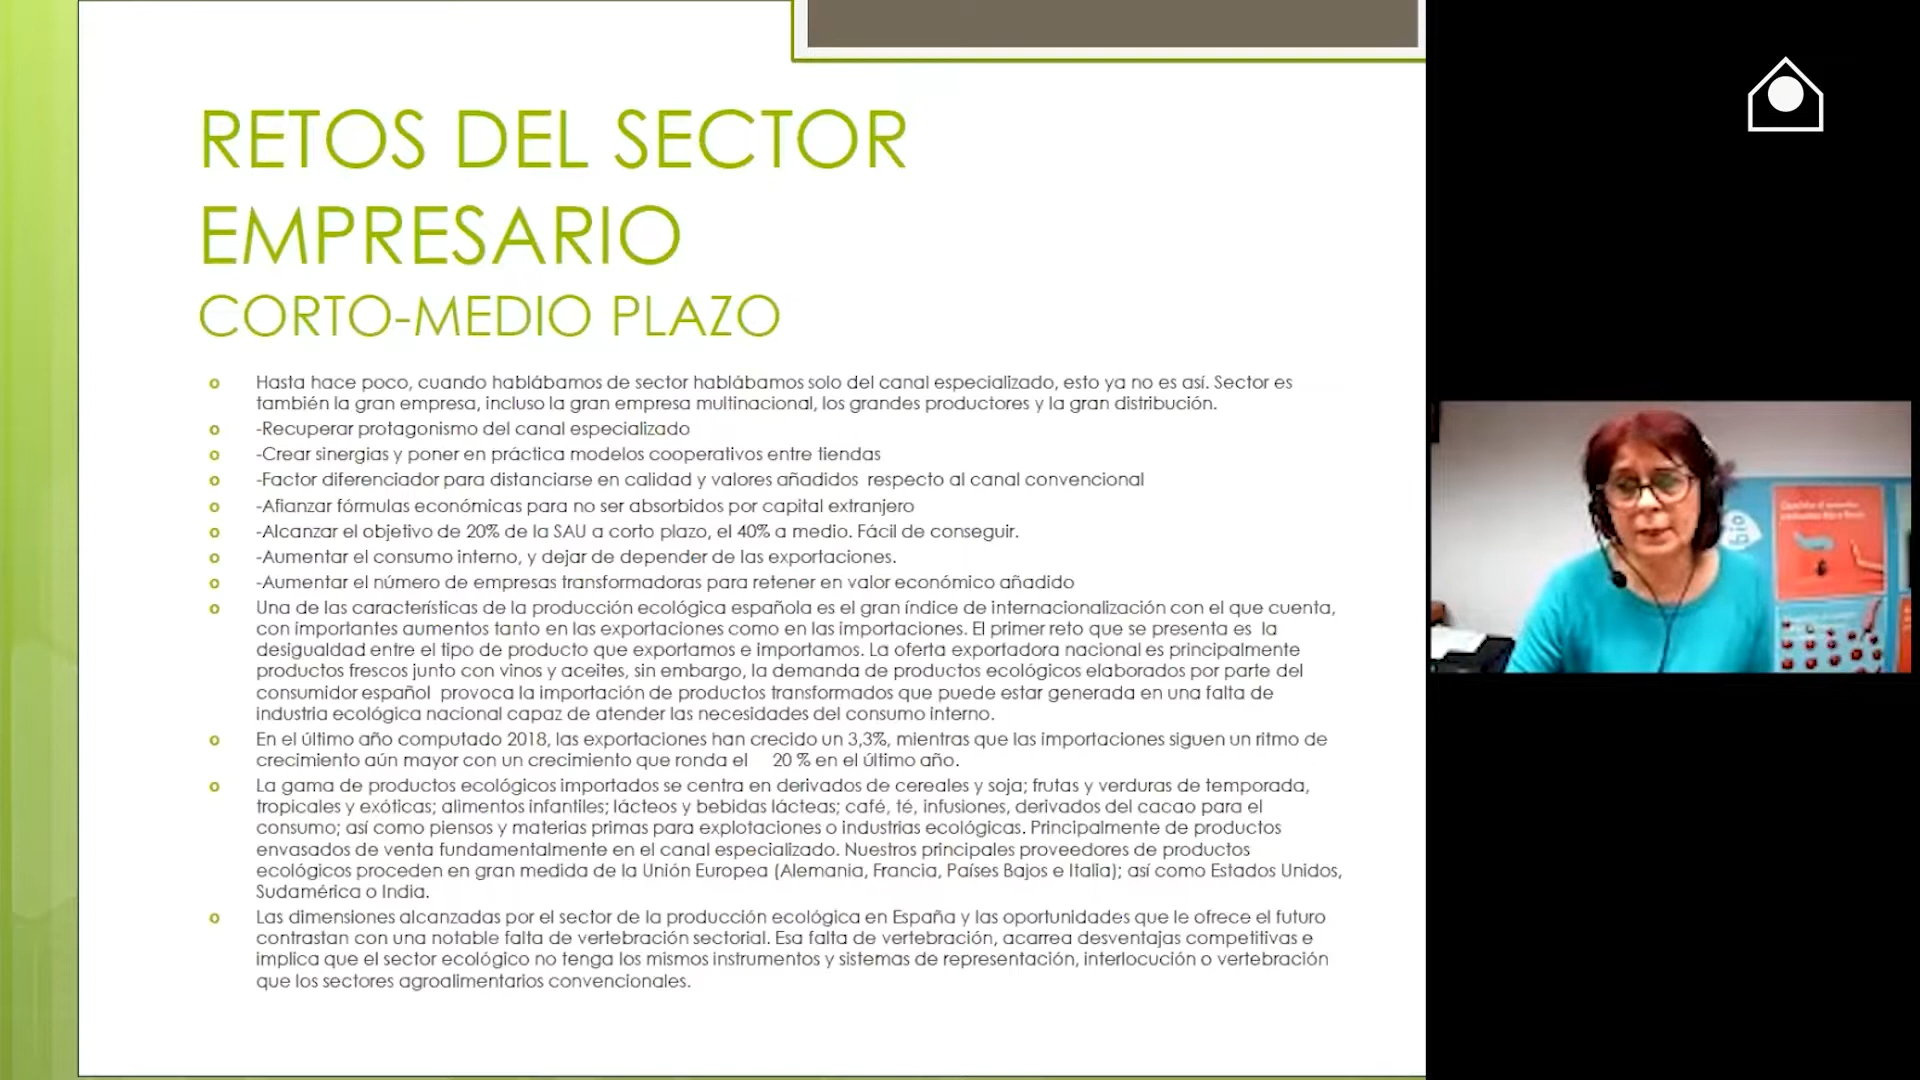 RETOS DEL SECTOR
EMPRESARIO
CORTO-MEDIO PLAZO
Hasta hace poco, cuando hablábamos de sector hablábamos solo del canal especializado, esto ya no es así. Sector es
también la gran empresa, incluso la gran empresa multinacional, los grandes productores y la gran distribución.
-Recuperar protagonismo del canal especializado
-Crear sinergias y poner en práctica modelos cooperativos entre tiendas
-Factor diferenciador para distanciarse en calidad y valores añadidos respecto al canal convencional
-Afianzar fórmulas económicas para no ser absorbidos por capital extranjero
-Alcanzar el objetivo de 20% de la SAU a corto plazo, el 40% a medio. Fácil de conseguir.
-Aumentar el consumo interno, y dejar de depender de las exportaciones.
-Aumentar el número de empresas transformadoras para retener en valor económico añadido
Una de las características de la producción ecológica española es el gran índice de internacionalización con el que cuenta,
con importantes aumentos tanto en las exportaciones como en las importaciones. El primer reto que se presenta es la
desigualdad entre el tipo de producto que exportamos e importamos. La oferta exportadora nacional es principalmente
productos frescos junto con vinos y aceites, sin embargo, la demanda de productos ecológicos elaborados por parte del
consumidor español provoca la importación de productos transformados que puede estar generada en una falta de
industria ecológica nacional capaz de atender las necesidades del consumo interno.
En el último año computado 2018, las exportaciones han crecido un 3,3%, mientras que las importaciones siguen un ritmo de
crecimiento aún mayor con un crecimiento que ronda el 20 % en el último año.
La gama de productos ecológicos importados se centra en derivados de cereales y soja; frutas y verduras de temporada,
tropicales y exóticas; alimentos infantiles; lácteos y bebidas lácteas; café, té, infusiones, derivados del cacao para el
consumo; así como piensos y materias primas para explotaciones o industrias ecológicas. Principalmente de productos
envasados de venta fundamentalmente en el canal especializado. Nuestros principales proveedores de productos
ecológicos proceden en gran medida de la Unión Europea (Alemania, Francia, Países Bajos e Italia); así como Estados Unidos,
Sudamérica o India.
Las dimensiones alcanzadas por el sector de la producción ecológica en España y las oportunidades que le ofrece el futuro
contrastan con una notable falta de vertebración sectorial. Esa falta de vertebración, acarrea desventajas competitivas e
implica que el sector ecológico no tenga los mismos instrumentos y sistemas de representación, interlocución o vertebración
que los sectores agroalimentarios convencionales.
bio